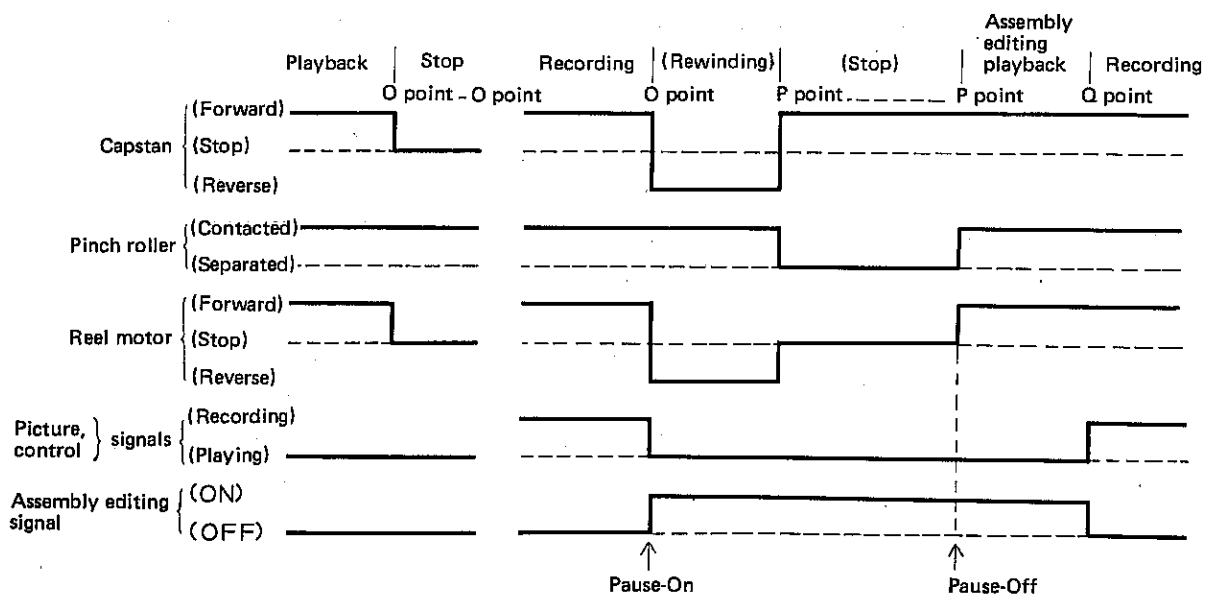 Assembly
editing
playback
Playback
Stop
Recording
(Rewinding)
(Stop)
Recording
O point - O point
O point
P point
P point
Q point
Capstan
(Forward)
(Stop)
(Reverse)
Pinch roller
(Contacted)
(Separated)
Reel motor
(Forward)
(Stop)
(Reverse)
Picture,
control
signals
(Recording)
(Playing)
Assembly editing
signal
(ON)
(OFF)
Pause-On
Pause-Off